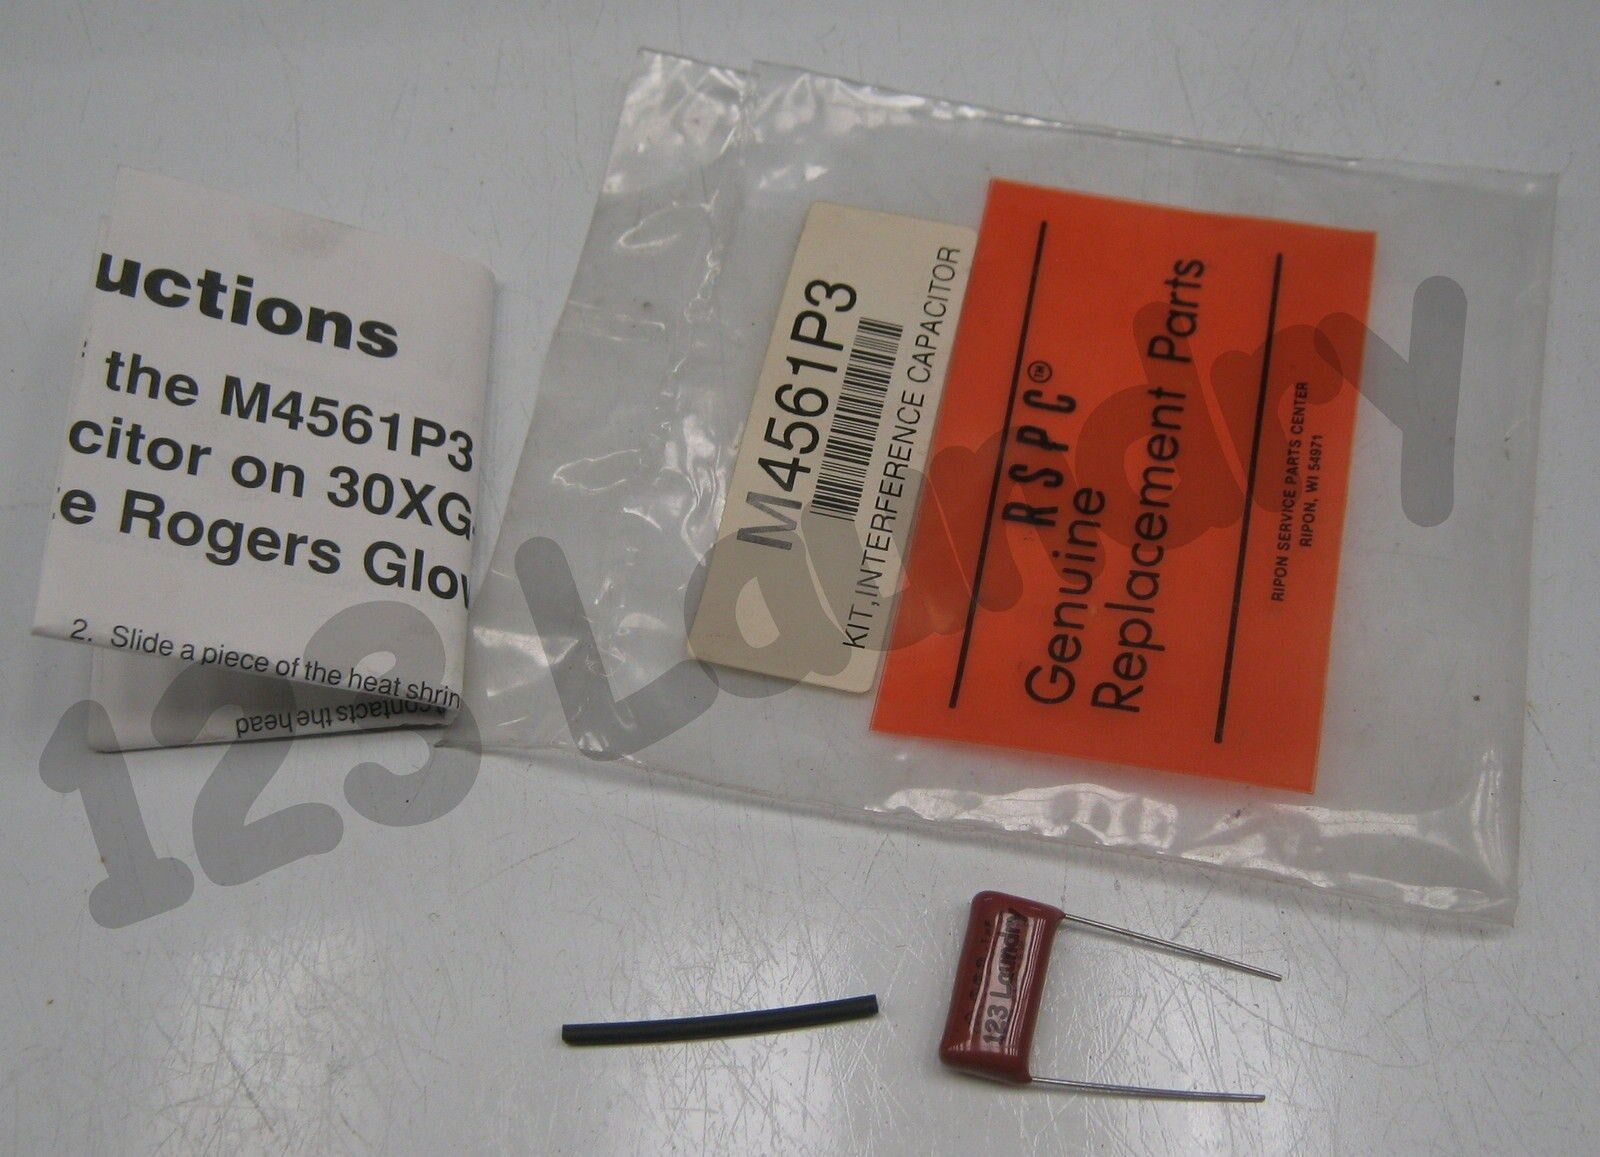 uctions
the M4561P3
citor on 30XG
e Rogers Glov
2. Slide a piece of the heat shrin
contacts the head
M4561P3
KIT, INTERFERENCE CAPACITOR
RSPC™
Genuine
Replacement Parts
RIPON SERVICE PARTS CENTER
RIPON, WI 54971
123 Laundry
123 Laundry